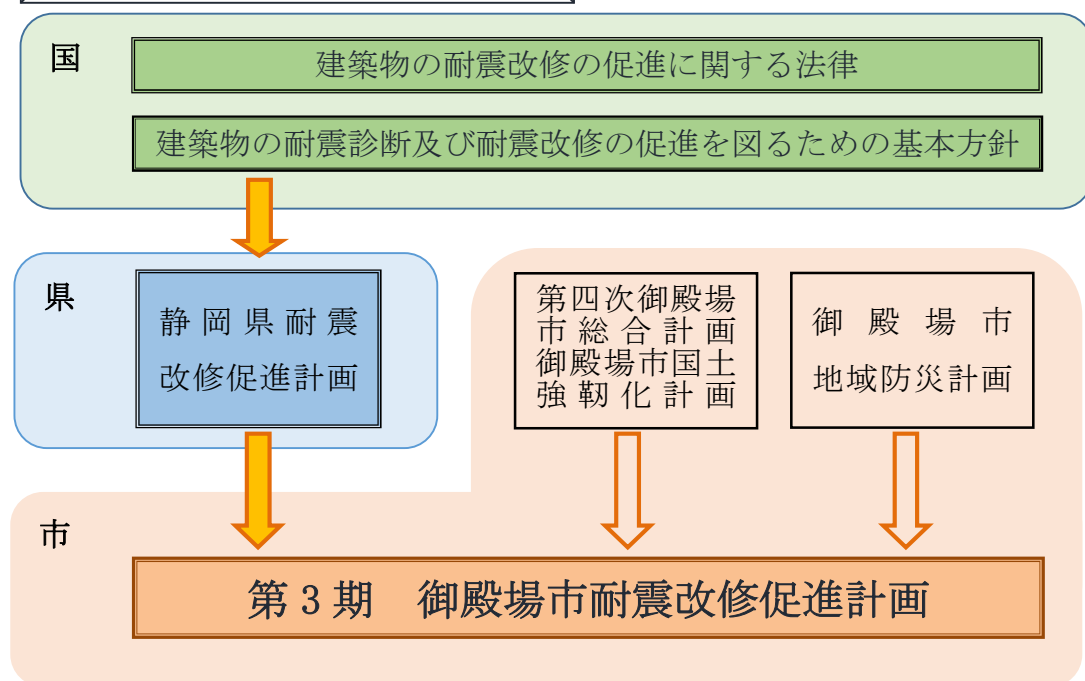 国
建築物の耐震改修の促進に関する法律
建築物の耐震診断及び耐震改修の促進を図るための基本方針
県
静岡県耐震
改修促進計画
第四次御殿場
市総合計画
御殿場市国土
強靭化計画
御殿場市
地域防災計画
市
第3期　御殿場市耐震改修促進計画